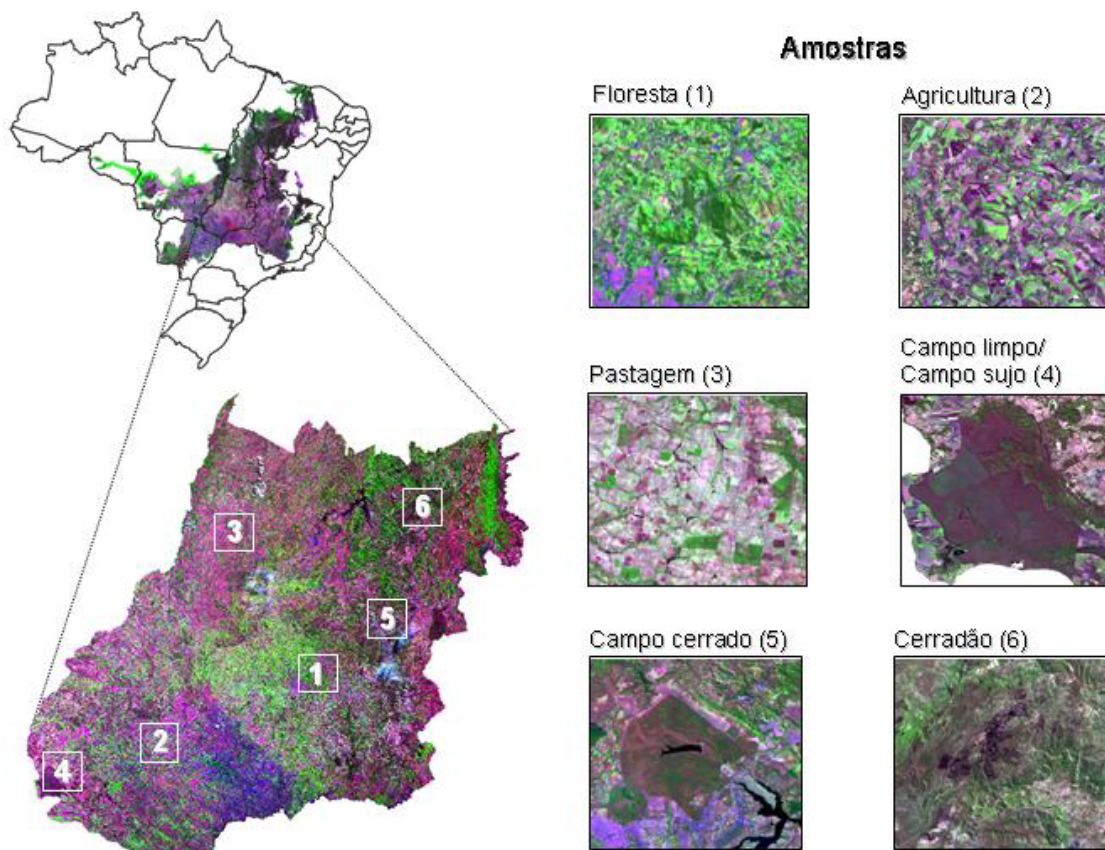 Amostras
Floresta (1)
Agricultura (2)
Pastagem (3)
Campo limpo/
Campo sujo (4)
Campo cerrado (5)
Cerradão (6)
3
6
5
1
2
4